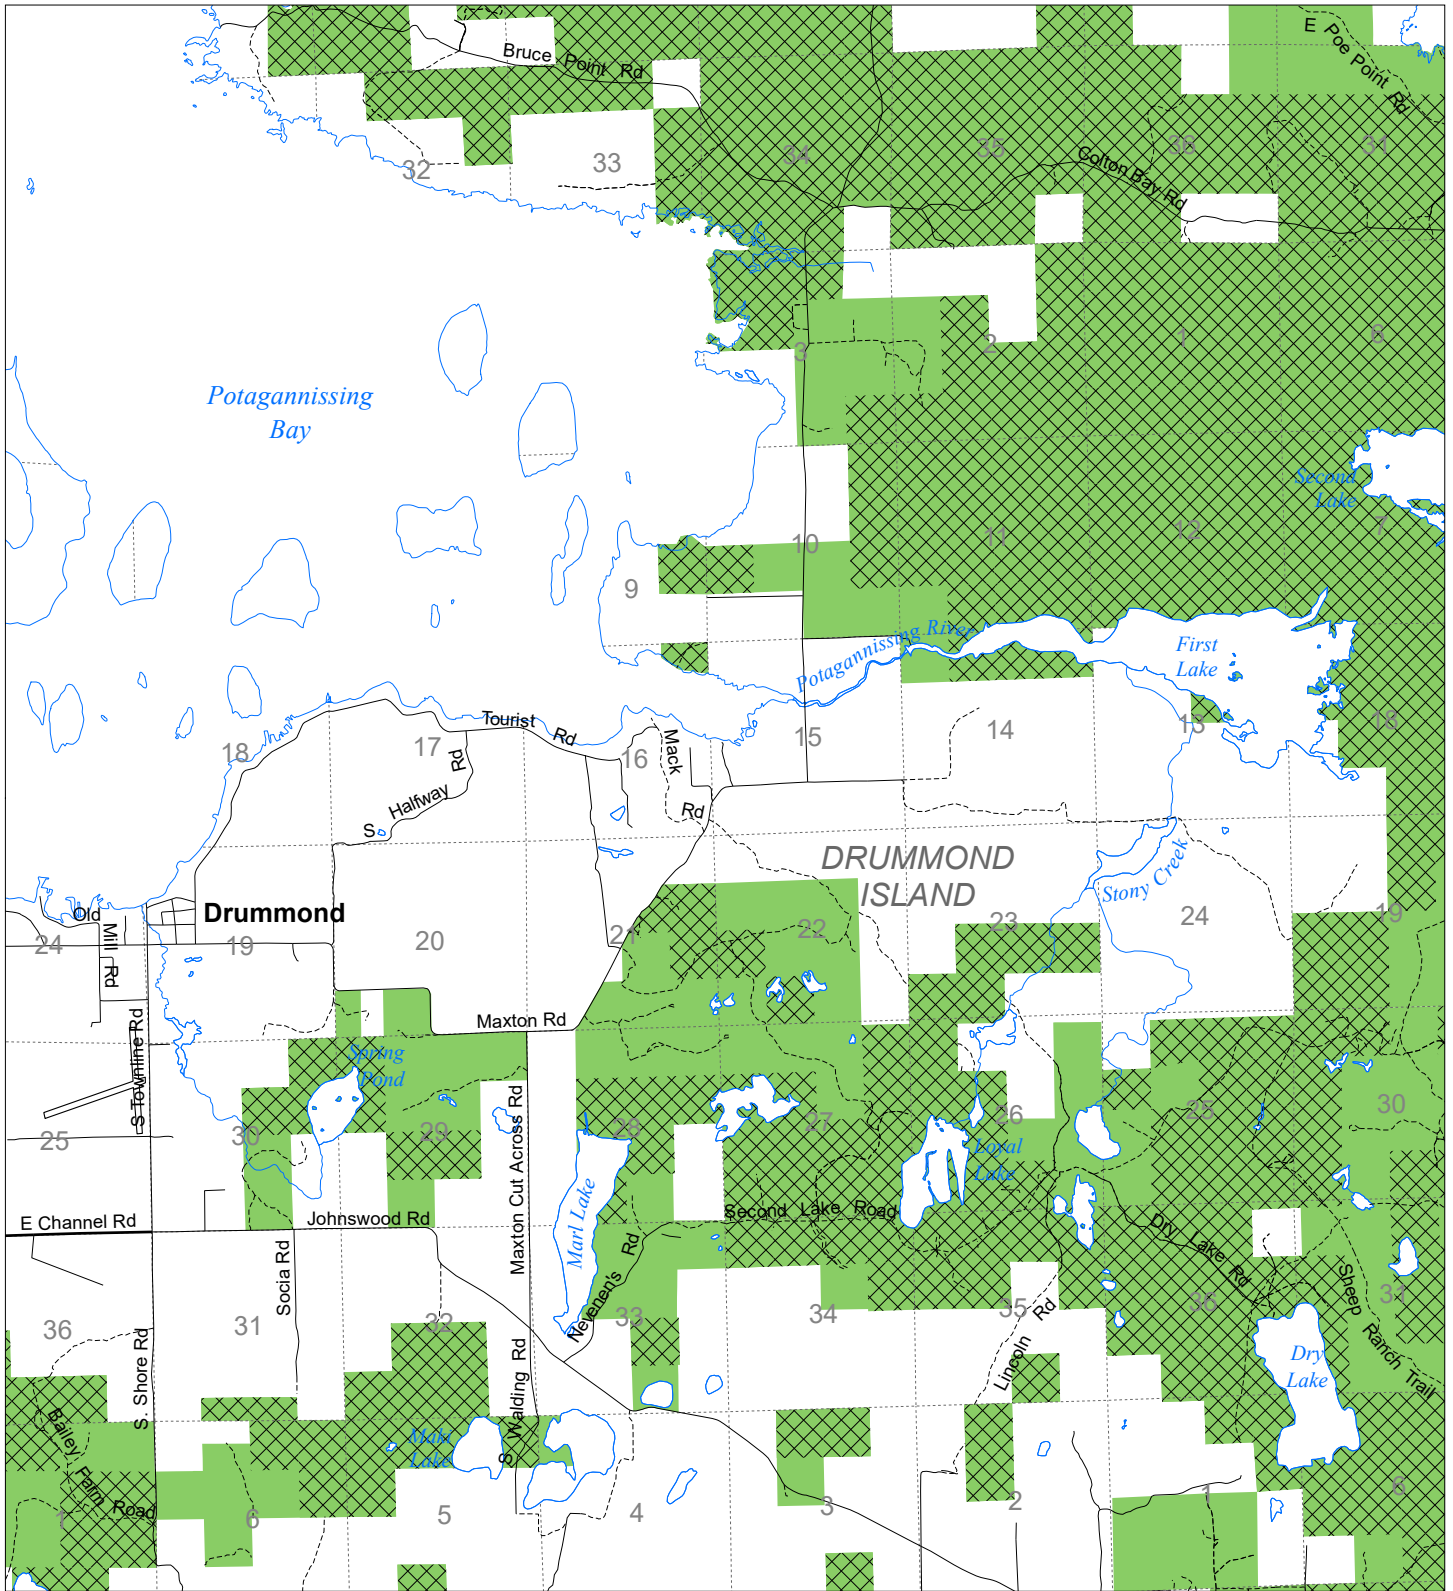 E Poe Point Rd
Bruce Point Rd
32
33
34
35
36
31
Colton Bay Rd
3
2
1
6
Potagannissing
Bay
Second
Lake
7
9
10
11
12
Potagannissing River
First
Lake
18
17
16
15
14
13
18
Tourist Rd
Mack Rd
S Halfway Rd
DRUMMOND
ISLAND
Stony Creek
Old Mill Rd
Drummond
24
19
20
21
22
23
24
19
Maxton Rd
S Townline Rd
Spring
Pond
25
30
29
28
27
26
25
30
Maxton Cut Across Rd
Loyal
Lake
Marl Lake
E Channel Rd
Johnswood Rd
Second Lake Road
Dry Lake Rd
Socia Rd
Nevenen's Rd
Sheep Ranch Trail
36
31
32
33
34
35
36
31
S. Shore Rd
S Walding Rd
Lincoln Rd
Dry
Lake
Bailey Farm Road
Maki
Lake
1
6
5
4
3
2
1
6